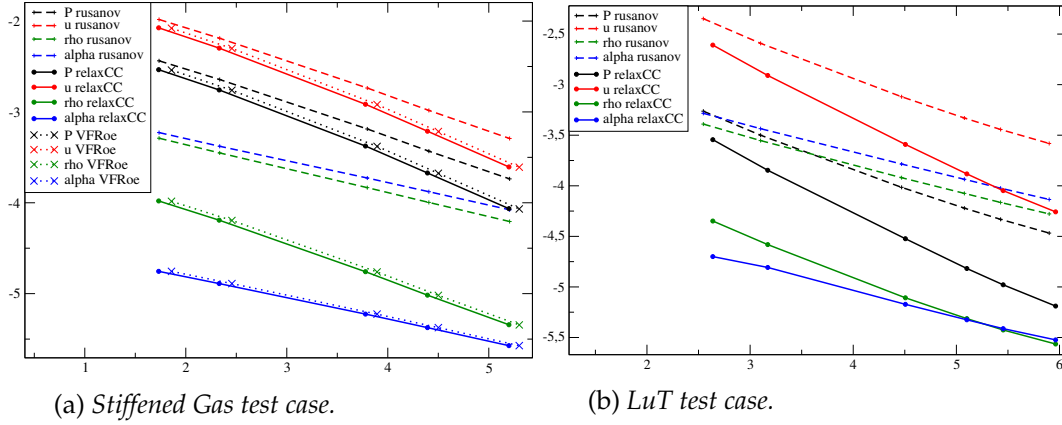 P rusanov
u rusanov
rho rusanov
alpha rusanov
P relaxCC
u relaxCC
rho relaxCC
alpha relaxCC
P VFRoe
u VFRoe
rho VFRoe
alpha VFRoe
-2
-3
-4
-5
1 2 3 4 5
(a) Stiffened Gas test case.
P rusanov
u rusanov
rho rusanov
alpha rusanov
P relaxCC
u relaxCC
rho relaxCC
alpha relaxCC
-2,5
-3
-3,5
-4
-4,5
-5
-5,5
2 3 4 5 6
(b) LuT test case.